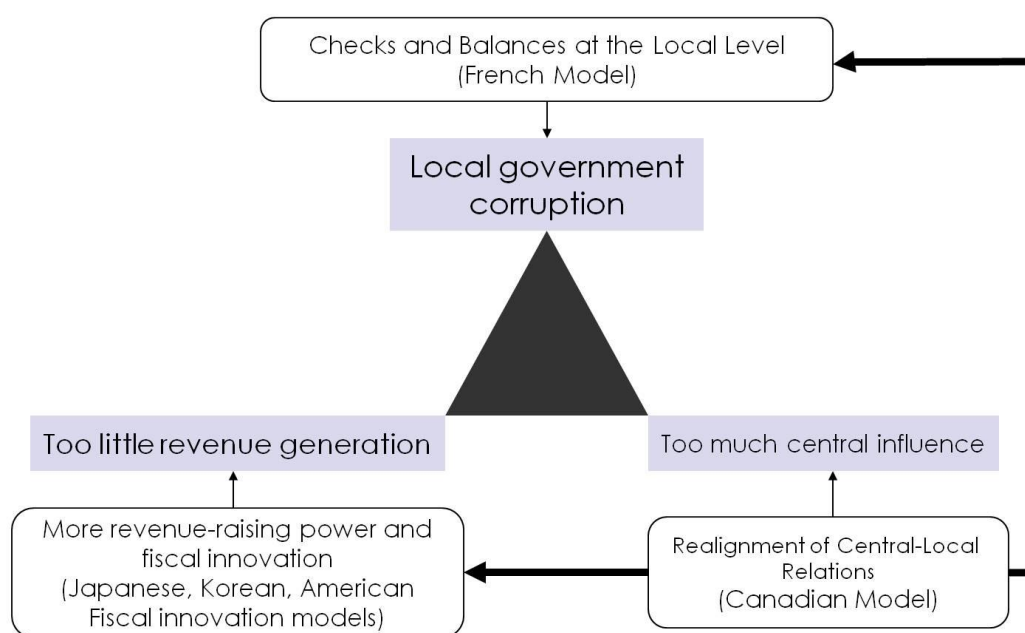 Checks and Balances at the Local Level
(French Model)
Local government
corruption
Too little revenue generation
Too much central influence
More revenue-raising power and
fiscal innovation
(Japanese, Korean, American
Fiscal innovation models)
Realignment of Central-Local
Relations
(Canadian Model)